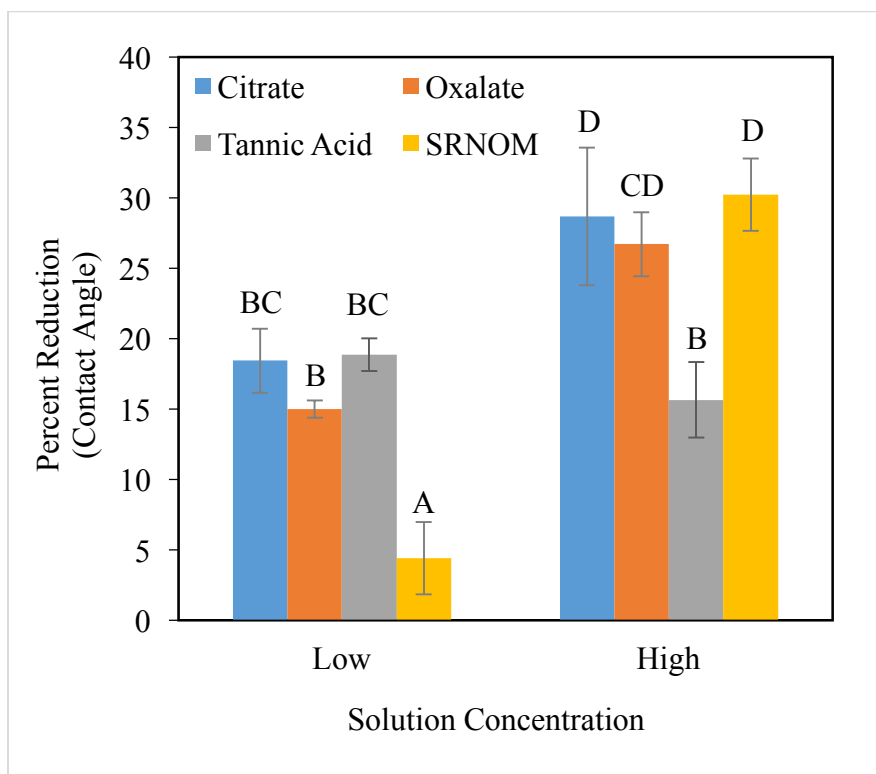 40
35
30
25
20
15
10
5
0
Percent Reduction
(Contact Angle)
Citrate
Oxalate
Tannic Acid
SRNOM
BC
B
BC
A
D
CD
B
D
Low
High
Solution Concentration